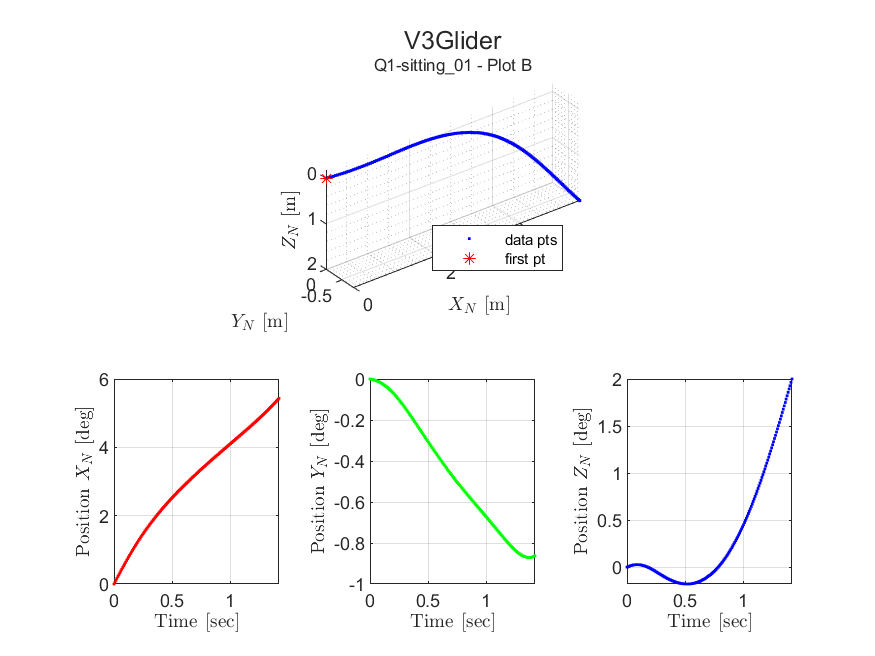 V3Glider
Q1-sitting_01 - Plot B
0
1
2
Z_N [m]
0
-0.5
Y_N [m]
0
2
X_N [m]
data pts
first pt
6
4
2
0
Position X_N [deg]
0 0.5 1
Time [sec]
0
-0.2
-0.4
-0.6
-0.8
-1
Position Y_N [deg]
0 0.5 1
Time [sec]
2
1.5
1
0.5
0
Position Z_N [deg]
0 0.5 1
Time [sec]